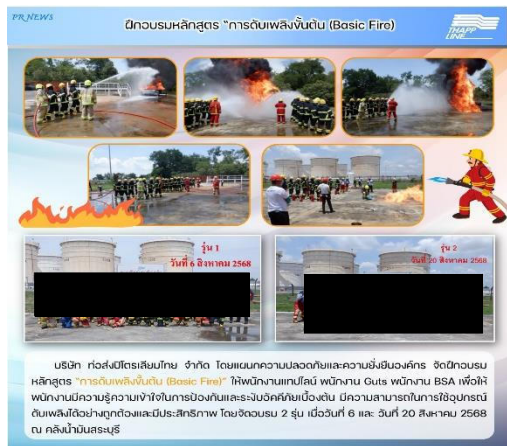 PR NEWS
ฝึกอบรมหลักสูตร "การดับเพลิงขั้นต้น (Basic Fire)
THAPP LINE
รุ่น 1
วันที่ 6 สิงหาคม 2568
รุ่น 2
วันที่ 20 สิงหาคม 2568
บริษัท ท่อส่งปิโตรเลียมไทย จำกัด โดยแผนกความปลอดภัยและความยั่งยืนองค์กร จัดฝึกอบรม
หลักสูตร "การดับเพลิงขั้นต้น (Basic Fire)" ให้พนักงานแทปไลน์ พนักงาน Guts พนักงาน BSA เพื่อให้
พนักงานมีความรู้ความเข้าใจในการป้องกันและระงับอัคคีภัยเบื้องต้น มีความสามารถในการใช้อุปกรณ์
ดับเพลิงได้อย่างถูกต้องและมีประสิทธิภาพ โดยจัดอบรม 2 รุ่น เมื่อวันที่ 6 และ วันที่ 20 สิงหาคม 2568
ณ คลังน้ำมันสระบุรี